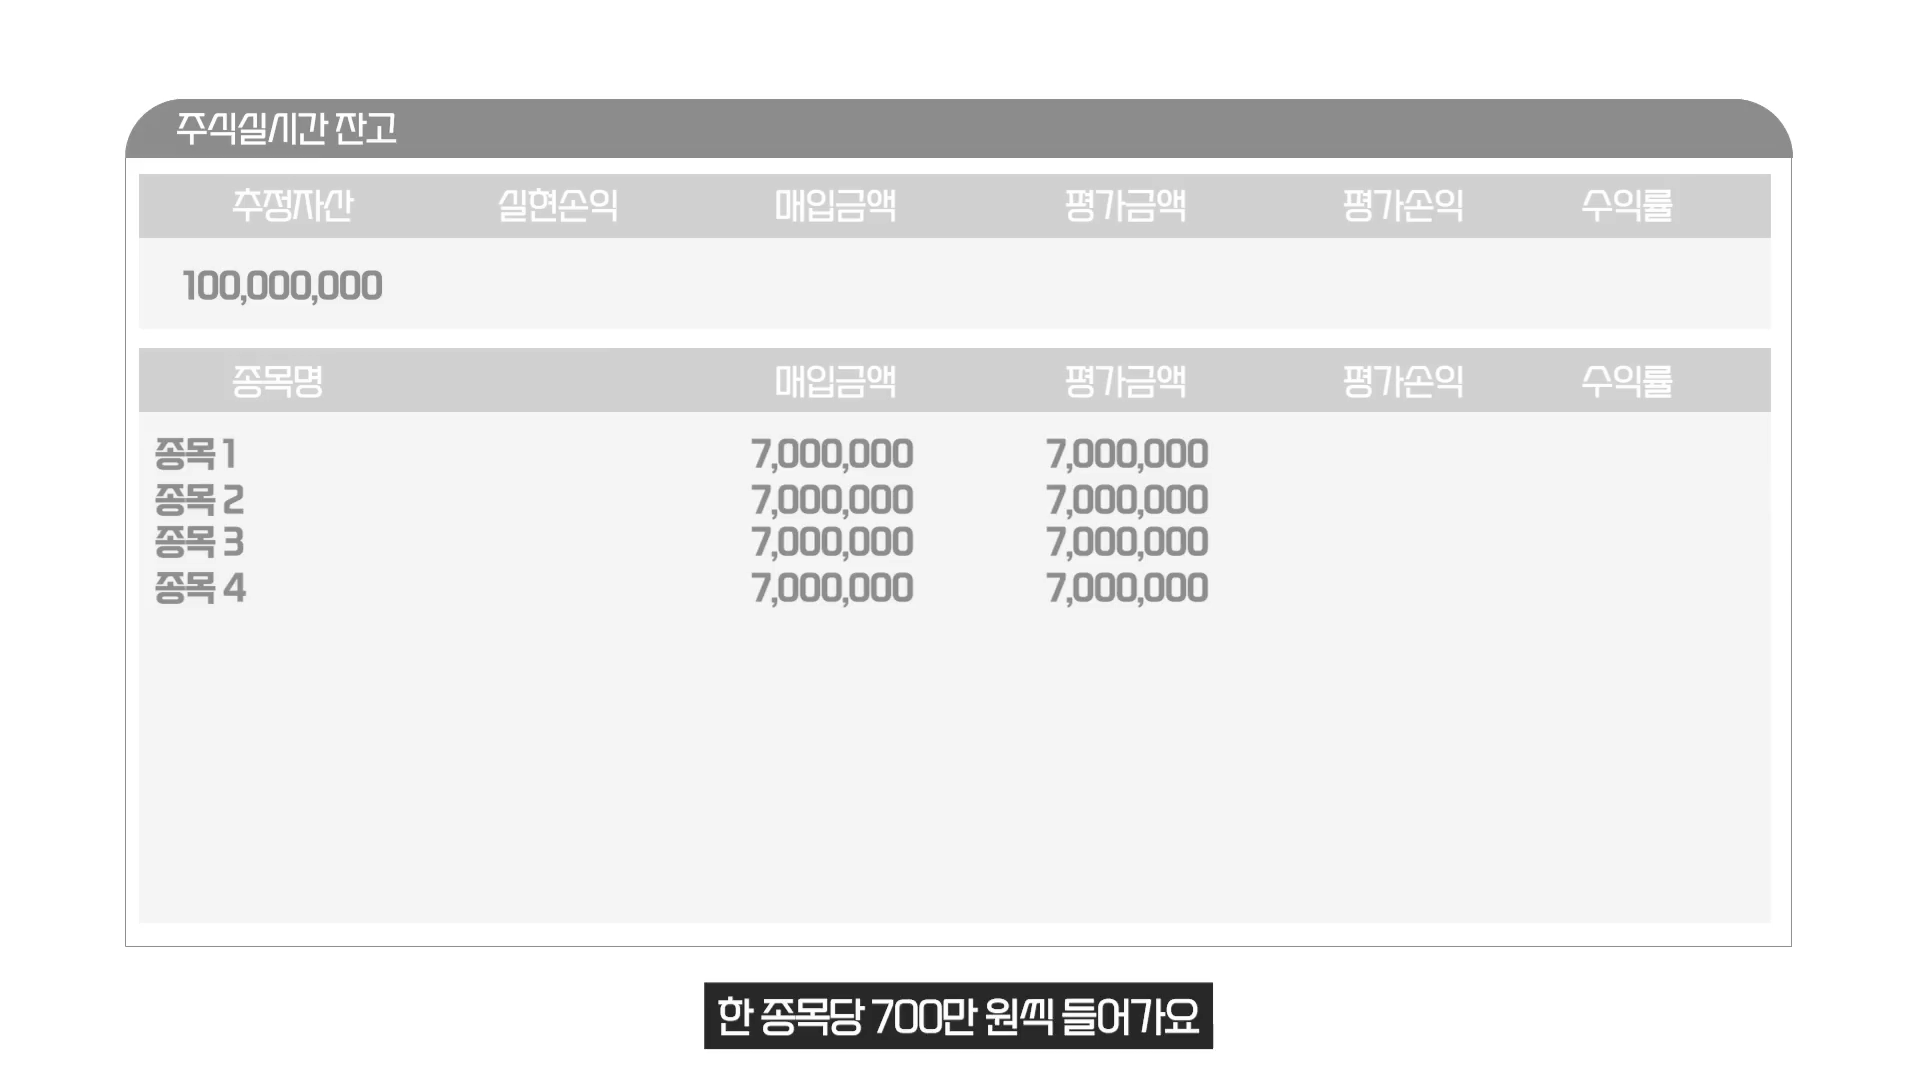 주식실시간 잔고
추정자산 실현손익 매입금액 평가금액 평가손익 수익률
100,000,000
종목명 매입금액 평가금액 평가손익 수익률
종목 1 7,000,000 7,000,000
종목 2 7,000,000 7,000,000
종목 3 7,000,000 7,000,000
종목 4 7,000,000 7,000,000
한 종목당 700만 원씩 들어가요